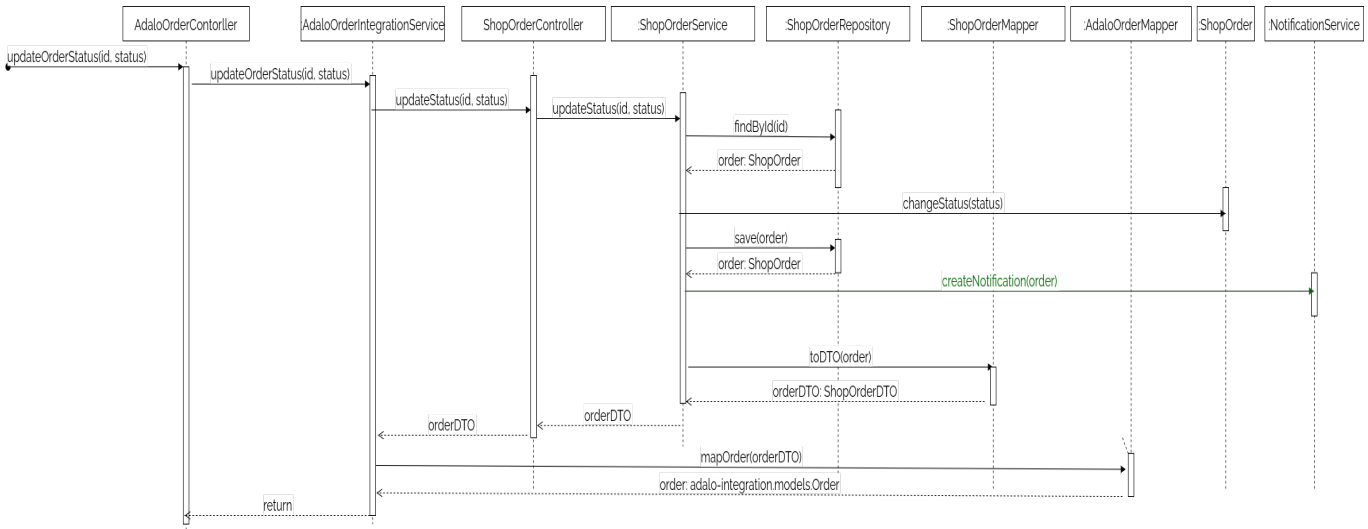 AdaloOrderContorller
:AdaloOrderIntegrationService
ShopOrderController
:ShopOrderService
:ShopOrderRepository
:ShopOrderMapper
:AdaloOrderMapper
:ShopOrder
:NotificationService
updateOrderStatus(id, status)
updateOrderStatus(id, status)
updateStatus(id, status)
updateStatus(id, status)
findById(id)
order: ShopOrder
changeStatus(status)
save(order)
order: ShopOrder
createNotification(order)
toDTO(order)
orderDTO: ShopOrderDTO
orderDTO
orderDTO
mapOrder(orderDTO)
order: adalo-integration.models.Order
return